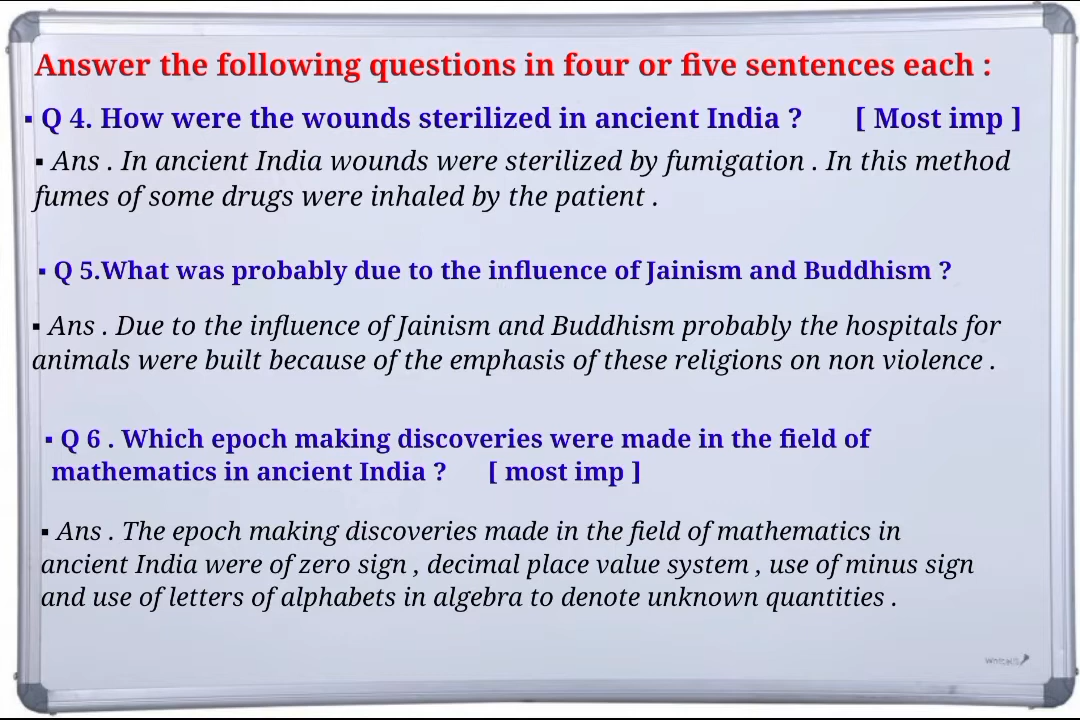 Answer the following questions in four or five sentences each :
▪ Q 4. How were the wounds sterilized in ancient India ? [ Most imp ]
▪ Ans . In ancient India wounds were sterilized by fumigation . In this method
fumes of some drugs were inhaled by the patient .
▪ Q 5.What was probably due to the influence of Jainism and Buddhism ?
▪ Ans . Due to the influence of Jainism and Buddhism probably the hospitals for
animals were built because of the emphasis of these religions on non violence .
▪ Q 6 . Which epoch making discoveries were made in the field of
mathematics in ancient India ? [ most imp ]
▪ Ans . The epoch making discoveries made in the field of mathematics in
ancient India were of zero sign , decimal place value system , use of minus sign
and use of letters of alphabets in algebra to denote unknown quantities .